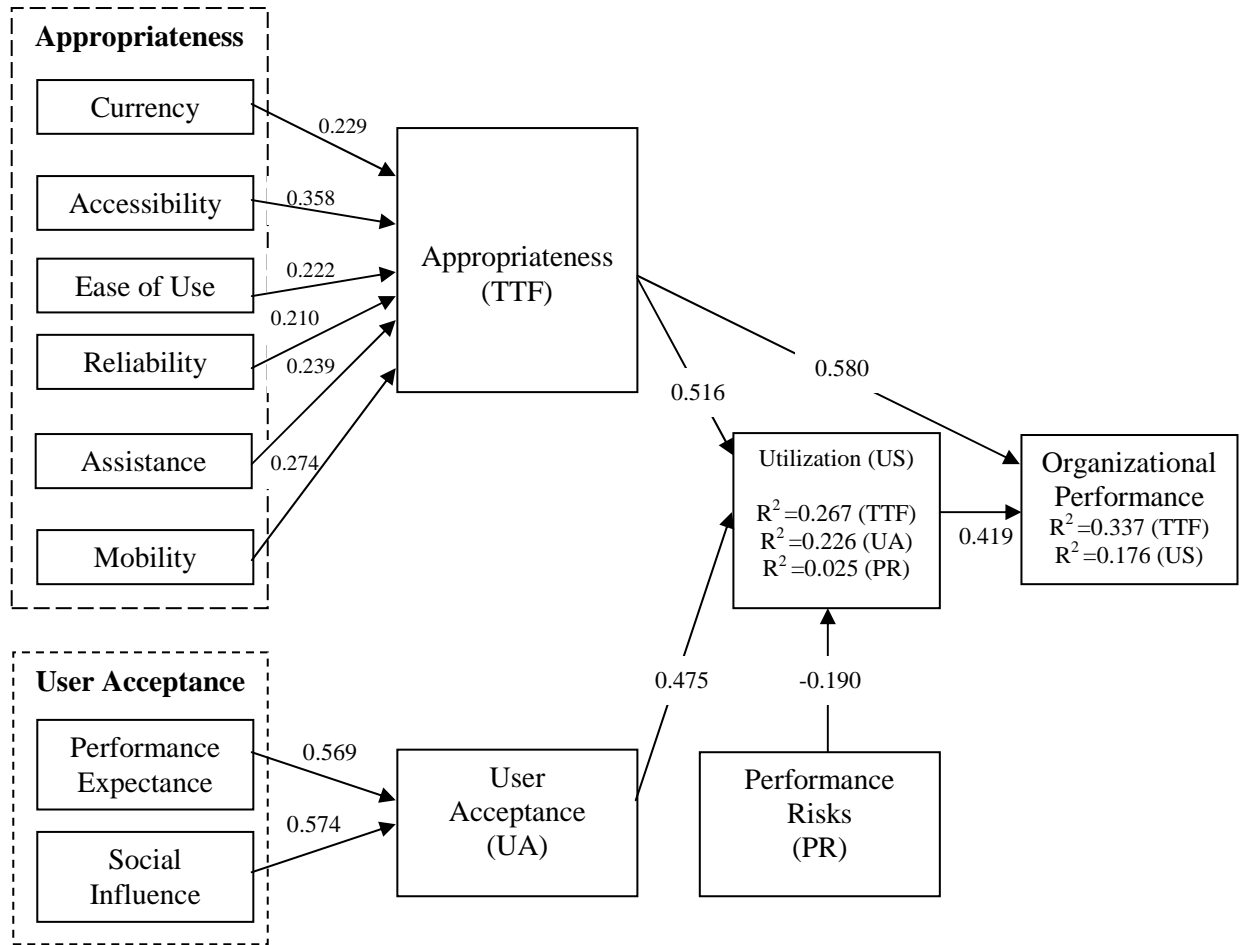 Appropriateness
Currency
Accessibility
Ease of Use
Reliability
Assistance
Mobility
0.229
0.358
0.222
0.210
0.239
0.274
Appropriateness
(TTF)
0.516
0.580
Utilization (US)
R² =0.267 (TTF)
R² =0.226 (UA)
R² =0.025 (PR)
0.419
Organizational
Performance
R² =0.337 (TTF)
R² =0.176 (US)
User Acceptance
Performance
Expectance
Social
Influence
0.569
0.574
User
Acceptance
(UA)
0.475
-0.190
Performance
Risks
(PR)